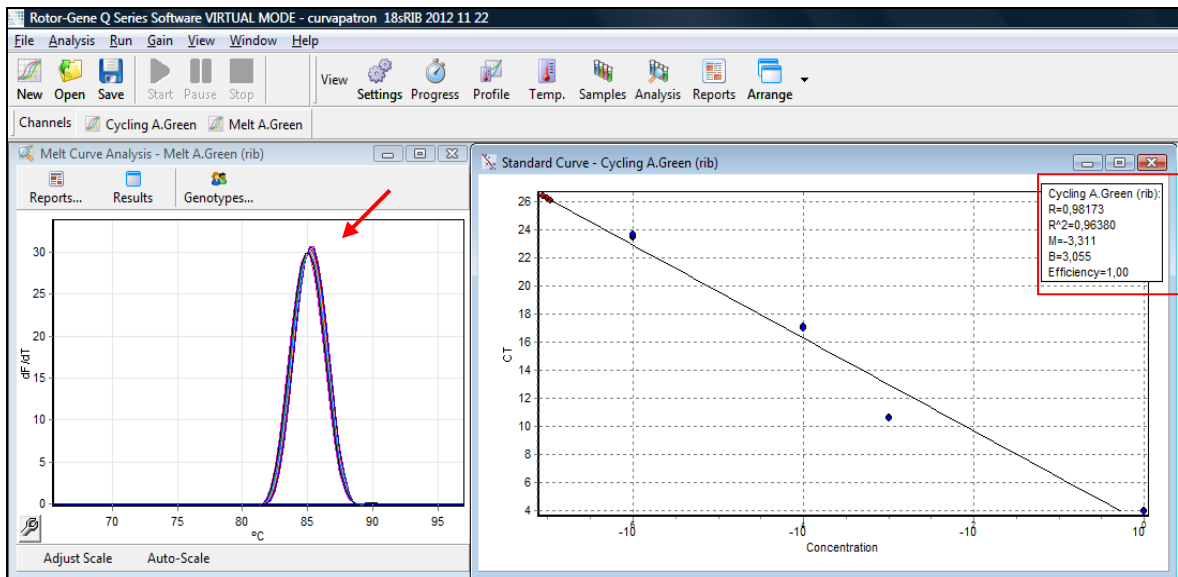 Rotor-Gene Q Series Software VIRTUAL MODE - curvapatron 18sRIB 2012 11 22
File Analysis Run Gain View Window Help
New Open Save Start Pause Stop View Settings Progress Profile Temp. Samples Analysis Reports Arrange
Channels Cycling A.Green Melt A.Green
Melt Curve Analysis - Melt A.Green (rib)
Reports... Results Genotypes...
30
25
20
15
10
5
0
dF/dT
70 75 80 85 90 95
ºC
Adjust Scale Auto-Scale
Standard Curve - Cycling A.Green (rib)
Cycling A.Green (rib):
R=0,98173
R^2=0,96380
M=-3,311
B=3,055
Efficiency=1,00
26
24
22
20
18
16
14
12
10
8
6
4
CT
Concentration